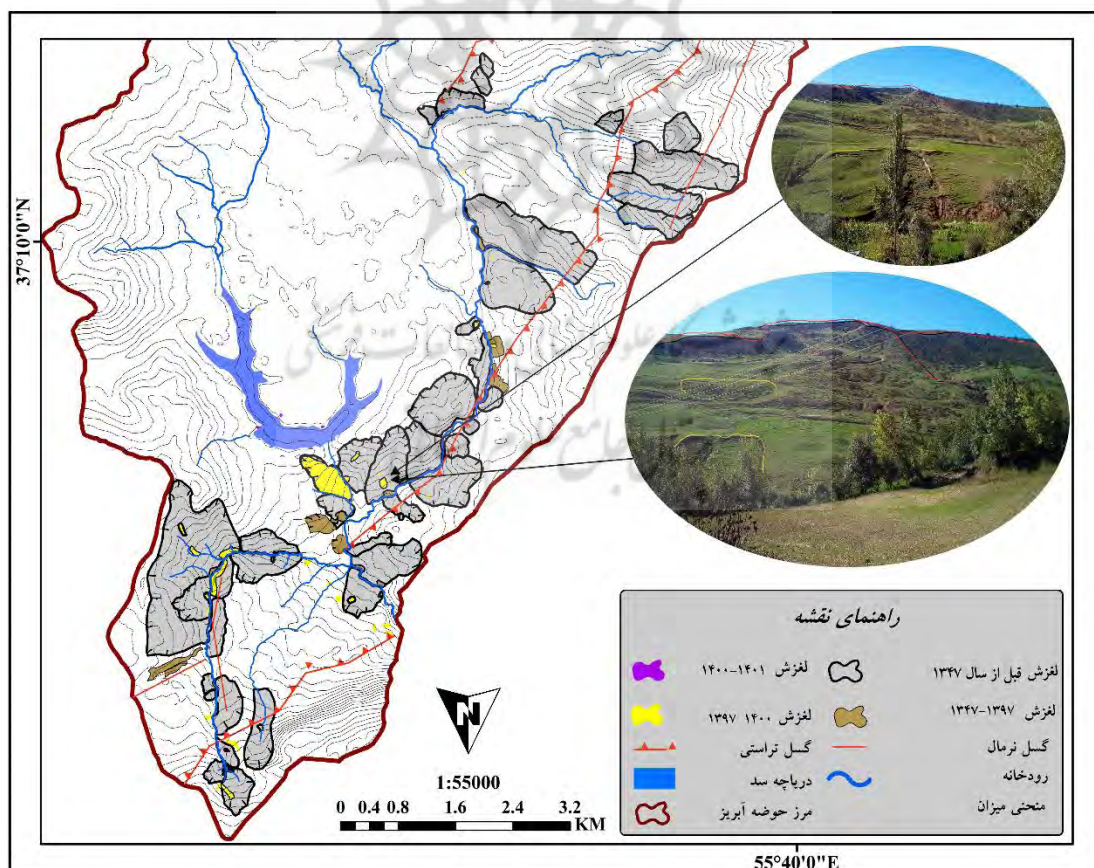 37°10'0"N
راهنمای نقشه
لغزش قبل از سال ۱۳۴۷
لغزش ۱۴۰۱-۱۴۰۰
لغزش ۱۳۹۷-۱۳۴۷
لغزش ۱۴۰۰ ۱۳۹۷
گسل نرمال
گسل تراستی
رودخانه
دریاچه سد
منحنی میزان
مرز حوضه آبریز
N
1:55000
0 0.4 0.8 1.6 2.4 3.2
KM
55°40'0"E